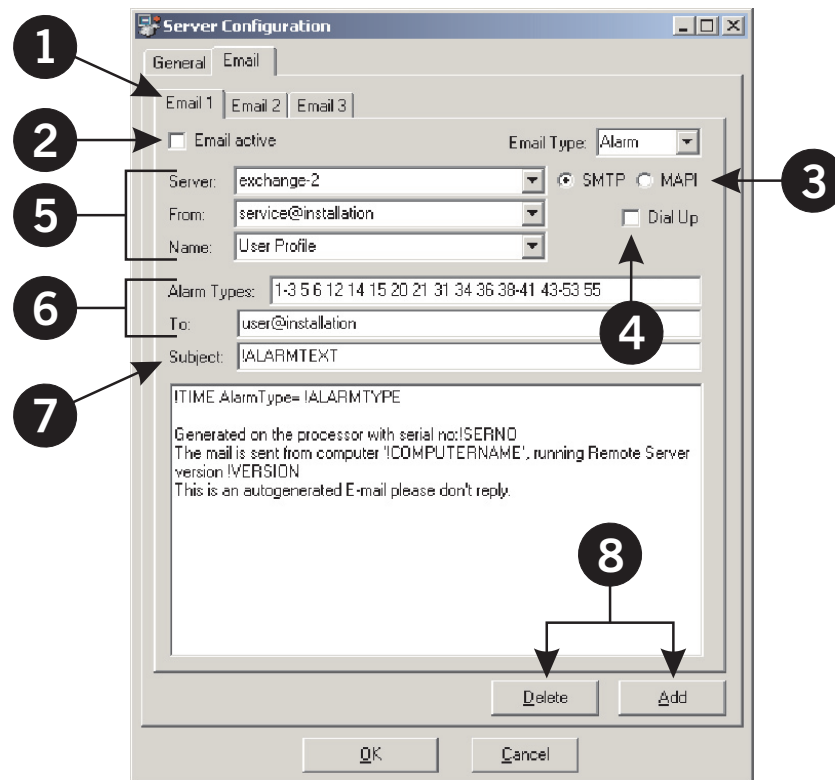 Server Configuration
General Email
Email 1 Email 2 Email 3
1
2
Email active
Email Type: Alarm
Server: exchange-2
SMTP MAPI
3
5
From: service@installation
Dial Up
Name: User Profile
4
6
Alarm Types: 1-3 5 6 12 14 15 20 21 31 34 36 38-41 43-53 55
To: user@installation
7
Subject: !ALARMTEXT
!TIME AlarmType= !ALARMTYPE
Generated on the processor with serial no:!SERNO
The mail is sent from computer '!COMPUTERNAME', running Remote Server
version !VERSION
This is an autogenerated E-mail please don't reply.
8
Delete Add
OK Cancel